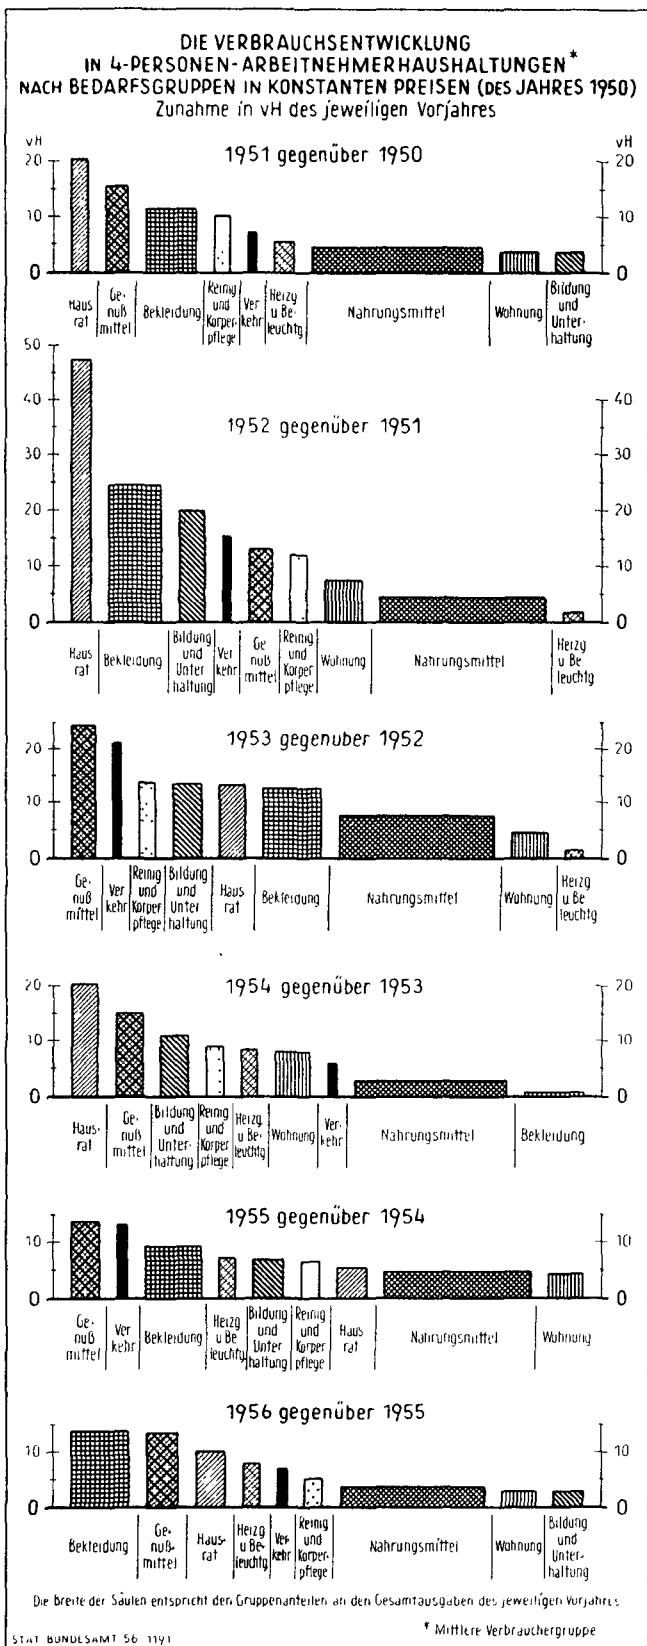 DIE VERBRAUCHSENTWICKLUNG
IN 4-PERSONEN-ARBEITNEHMERHAUSHALTUNGEN*
NACH BEDARFSGRUPPEN IN KONSTANTEN PREISEN (DES JAHRES 1950)
Zunahme in vH des jeweiligen Vorjahres
vH vH
1951 gegenüber 1950
20 20
10 10
0 0
Haus
rat
Ge-
nuß
mittel
Bekleidung
Reinig
und
Körper
pflege
Ver
kehr
Heizg
u Be-
leuchtg
Nahrungsmittel
Wohnung
Bildung
und
Unter-
haltung
1952 gegenüber 1951
50
40 40
30 30
20 20
10 10
0 0
Haus
rat
Bekleidung
Bildung
und
Unter
haltung
Ver
kehr
Ge
nuß
mittel
Reinig
und
Körper
pflege
Wohnung
Nahrungsmittel
Heizg
u Be
leuchtg
1953 gegenuber 1952
20 20
10 10
0 0
Ge-
nuß
mittel
Ver
kehr
Reinig
und
Körper
pflege
Bildung
und
Unter
haltung
Haus
rat
Bekleidung
Nahrungsmittel
Wohnung
Heizg
u Be
leuchtg
1954 gegenüber 1953
20 20
10 10
0 0
Haus-
rat
Ge-
nuß
mittel
Bildung
und
Unter-
haltung
Reinig
und
Körper
pflege
Heizg
u Be-
leuchtg
Wohnung
Ver-
kehr
Nahrungsmittel
Bekleidung
1955 gegenüber 1954
10 10
0 0
Ge-
nuß
mittel
Ver
kehr
Bekleidung
Heizg
u Be
leuchtg
Bildung
und
Unter
haltung
Reinig
und
Körper
pflege
Haus
rat
Nahrungsmittel
Wohnung
1956 gegenüber 1955
10 10
0 0
Bekleidung
Ge-
nuß-
mittel
Haus-
rat
Heizg
u Be-
leuchtg
Ver-
kehr
Reinig
und
Körper-
pflege
Nahrungsmittel
Wohnung
Bildung
und
Unter-
haltung
Die Breite der Säulen entspricht den Gruppenanteilen an den Gesamtausgaben des jeweiligen Vorjahres
* Mittlere Verbrauchergruppe
STAT BUNDESAMT 56 1191